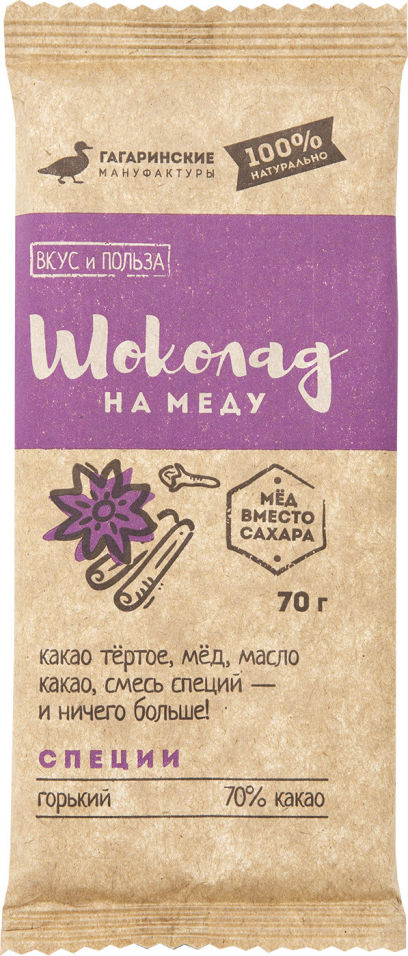 ГАГАРИНСКИЕ
МАНУФАКТУРЫ
100%
НАТУРАЛЬНО
ВКУС и ПОЛЬЗА
Шоколад
НА МЕДУ
МЁД
ВМЕСТО
САХАРА
70 г
какао тёртое, мёд, масло
какао, смесь специй —
и ничего больше!
СПЕЦИИ
горький 70% какао